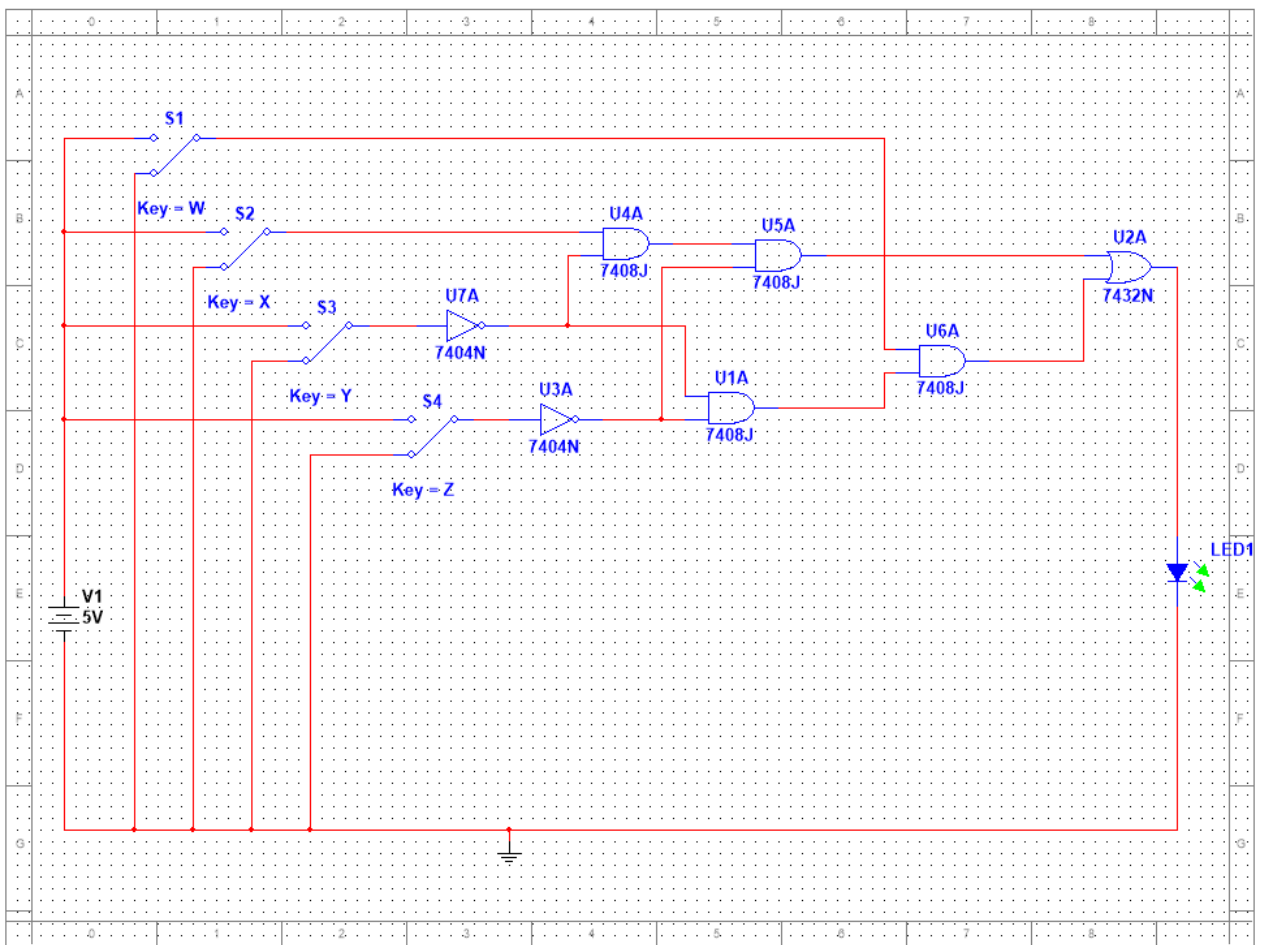 0 1 2 3 4 5 6 7 8
A A
S1
Key = W
B B
S2
U4A
U5A
U2A
7408J
7408J
7432N
Key = X
S3
U7A
U6A
C C
7404N
7408J
Key = Y
S4
U3A
U1A
7404N
7408J
D D
Key = Z
LED1
E E
V1
5V
F F
G G
0 1 2 3 4 5 6 7 8